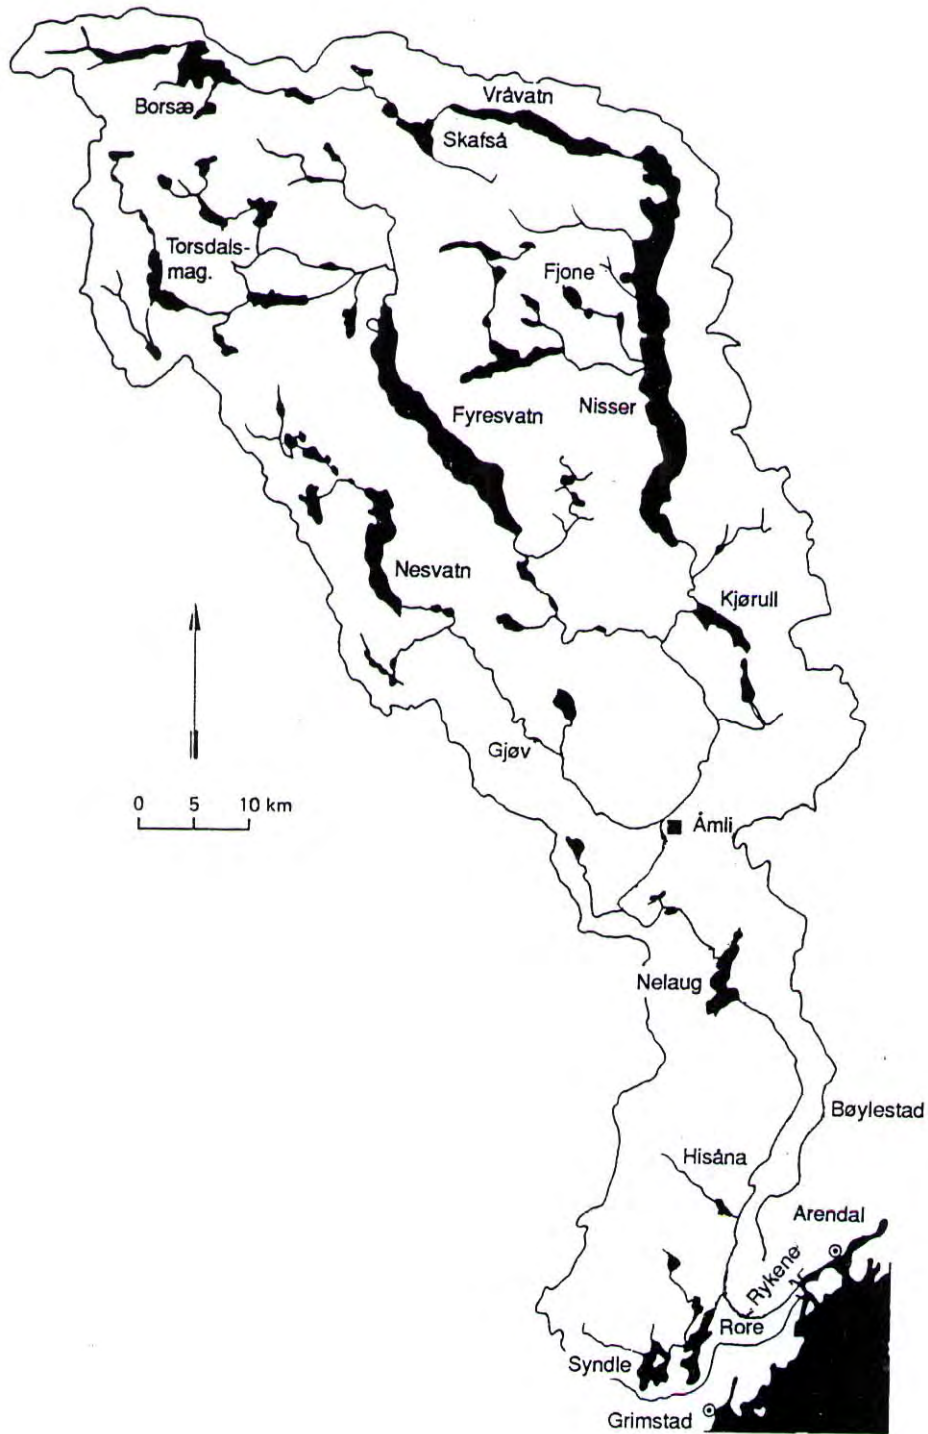 Vråvatn
Borsæ
Skafså
Torsdals-
mag.
Fjone
Fyresvatn
Nisser
Nesvatn
Kjørull
Gjøv
0 5 10 km
Åmli
Nelaug
Bøylestad
Hisåna
Arendal
Rykene
Rore
Syndle
Grimstad